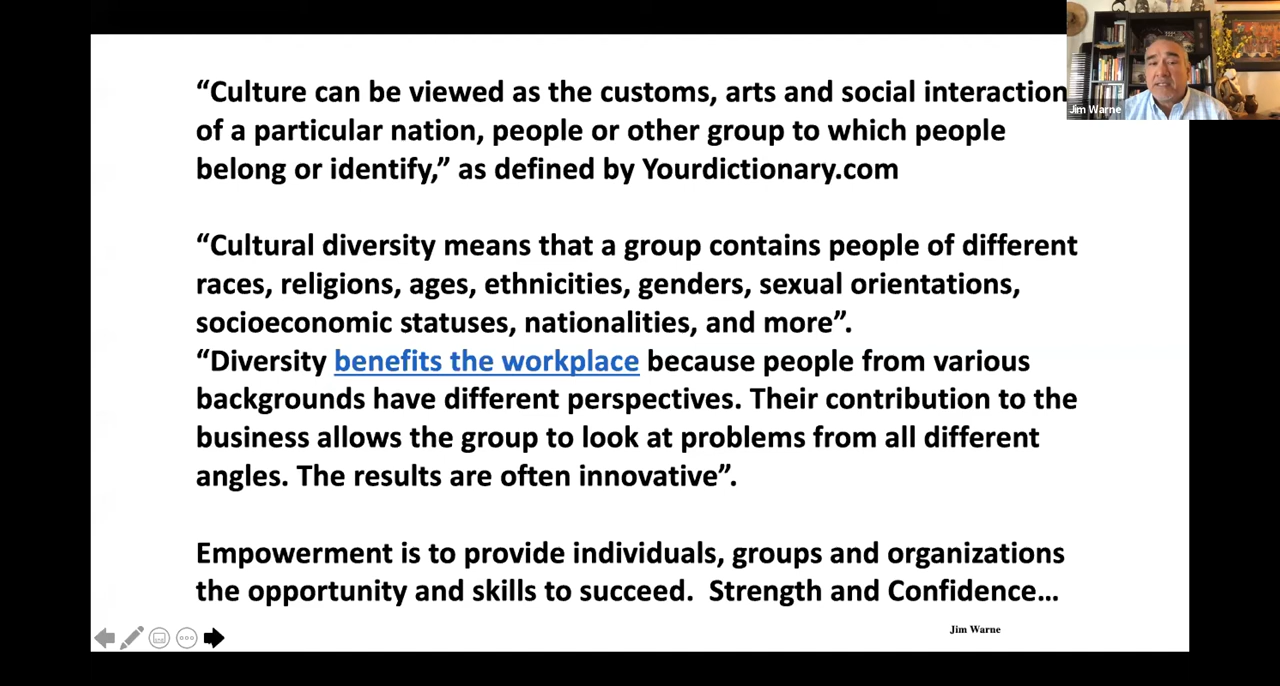 “Culture can be viewed as the customs, arts and social interaction
of a particular nation, people or other group to which people
belong or identify,” as defined by Yourdictionary.com
“Cultural diversity means that a group contains people of different
races, religions, ages, ethnicities, genders, sexual orientations,
socioeconomic statuses, nationalities, and more”.
“Diversity benefits the workplace because people from various
backgrounds have different perspectives. Their contribution to the
business allows the group to look at problems from all different
angles. The results are often innovative”.
Empowerment is to provide individuals, groups and organizations
the opportunity and skills to succeed.  Strength and Confidence…
Jim Warne
Jim Warne